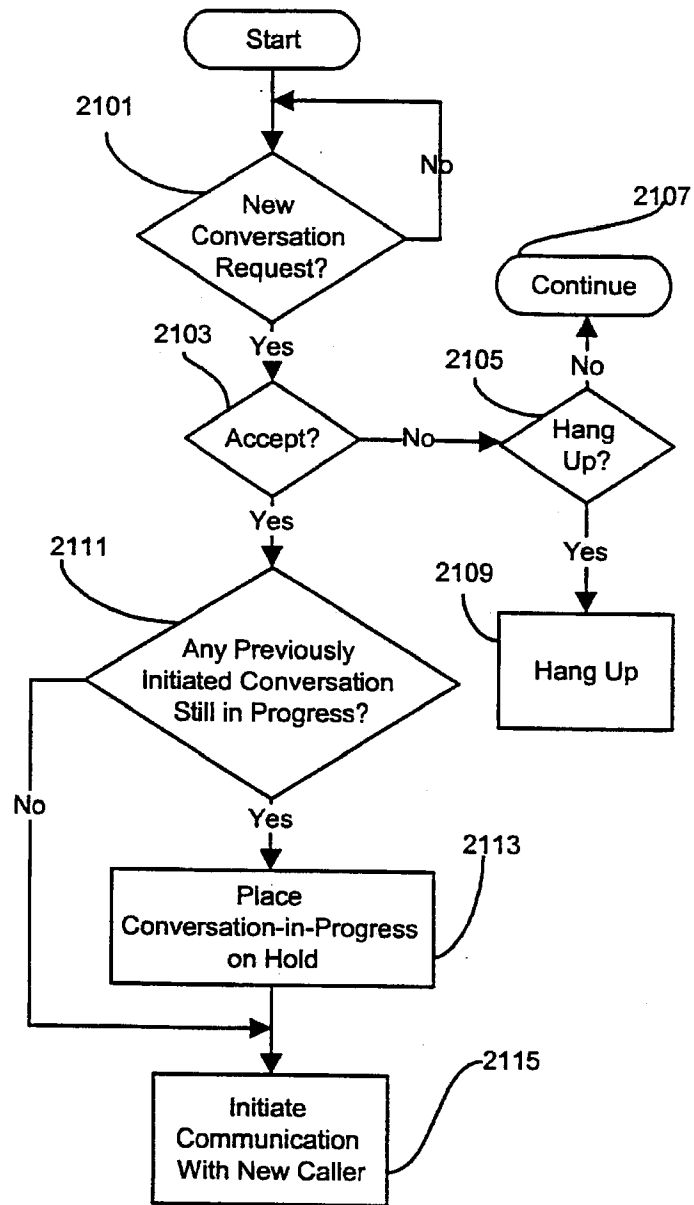 Start
2101
No
New
Conversation
Request?
2107
Continue
Yes
2103
2105
No
Accept?
No
Hang
Up?
Yes
Yes
2111
2109
Any Previously
Initiated Conversation
Still in Progress?
Hang Up
No
Yes
2113
Place
Conversation-in-Progress
on Hold
2115
Initiate
Communication
With New Caller